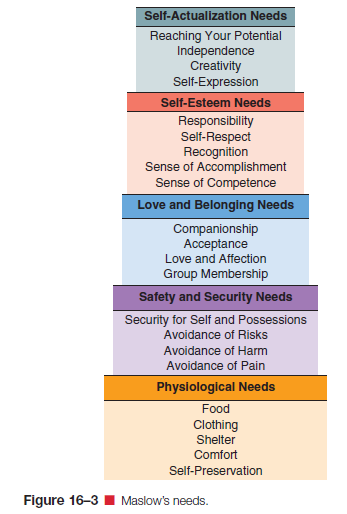 Self-Actualization Needs
Reaching Your Potential
Independence
Creativity
Self-Expression
Self-Esteem Needs
Responsibility
Self-Respect
Recognition
Sense of Accomplishment
Sense of Competence
Love and Belonging Needs
Companionship
Acceptance
Love and Affection
Group Membership
Safety and Security Needs
Security for Self and Possessions
Avoidance of Risks
Avoidance of Harm
Avoidance of Pain
Physiological Needs
Food
Clothing
Shelter
Comfort
Self-Preservation
Figure 16–3 ■ Maslow's needs.